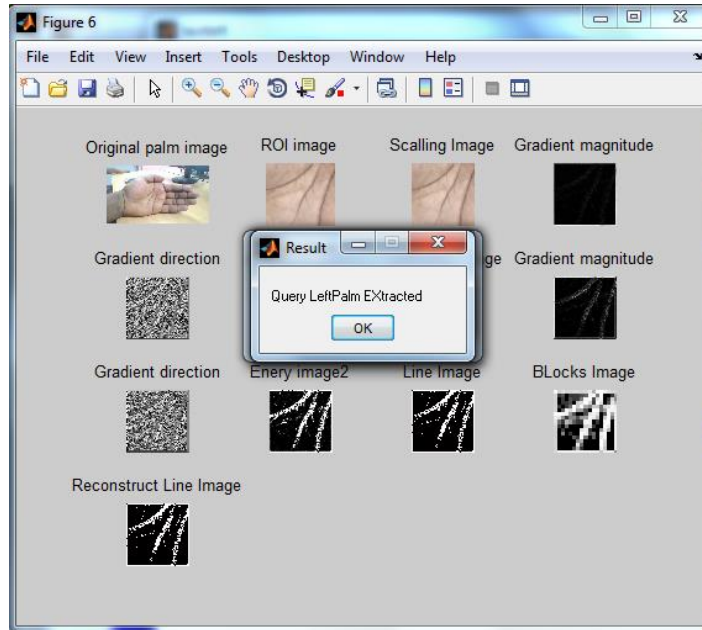 Figure 6
File Edit View Insert Tools Desktop Window Help
Original palm image ROI image Scalling Image Gradient magnitude
Result
Gradient direction ge Gradient magnitude
Query LeftPalm EXtracted
OK
Gradient direction Enery image2 Line Image BLocks Image
Reconstruct Line Image